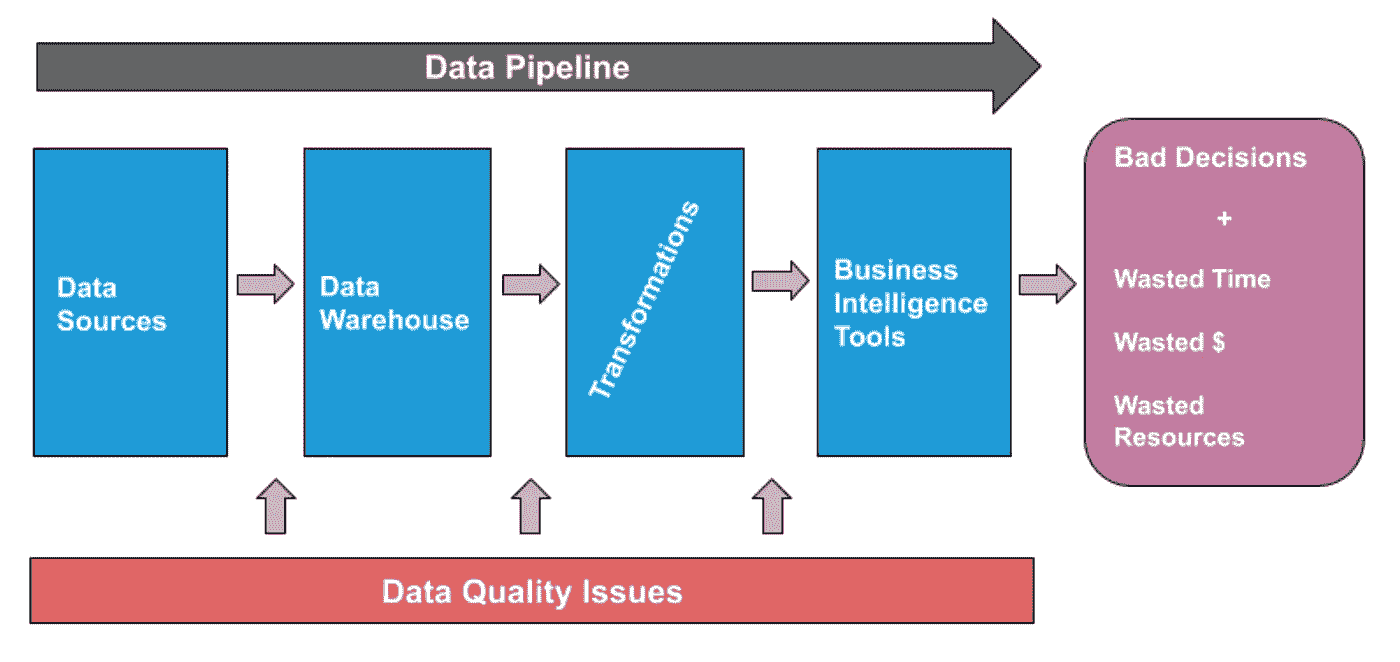 Data Pipeline
Data
Sources
Data
Warehouse
Transformations
Business
Intelligence
Tools
Bad Decisions
+
Wasted Time
Wasted $
Wasted
Resources
Data Quality Issues